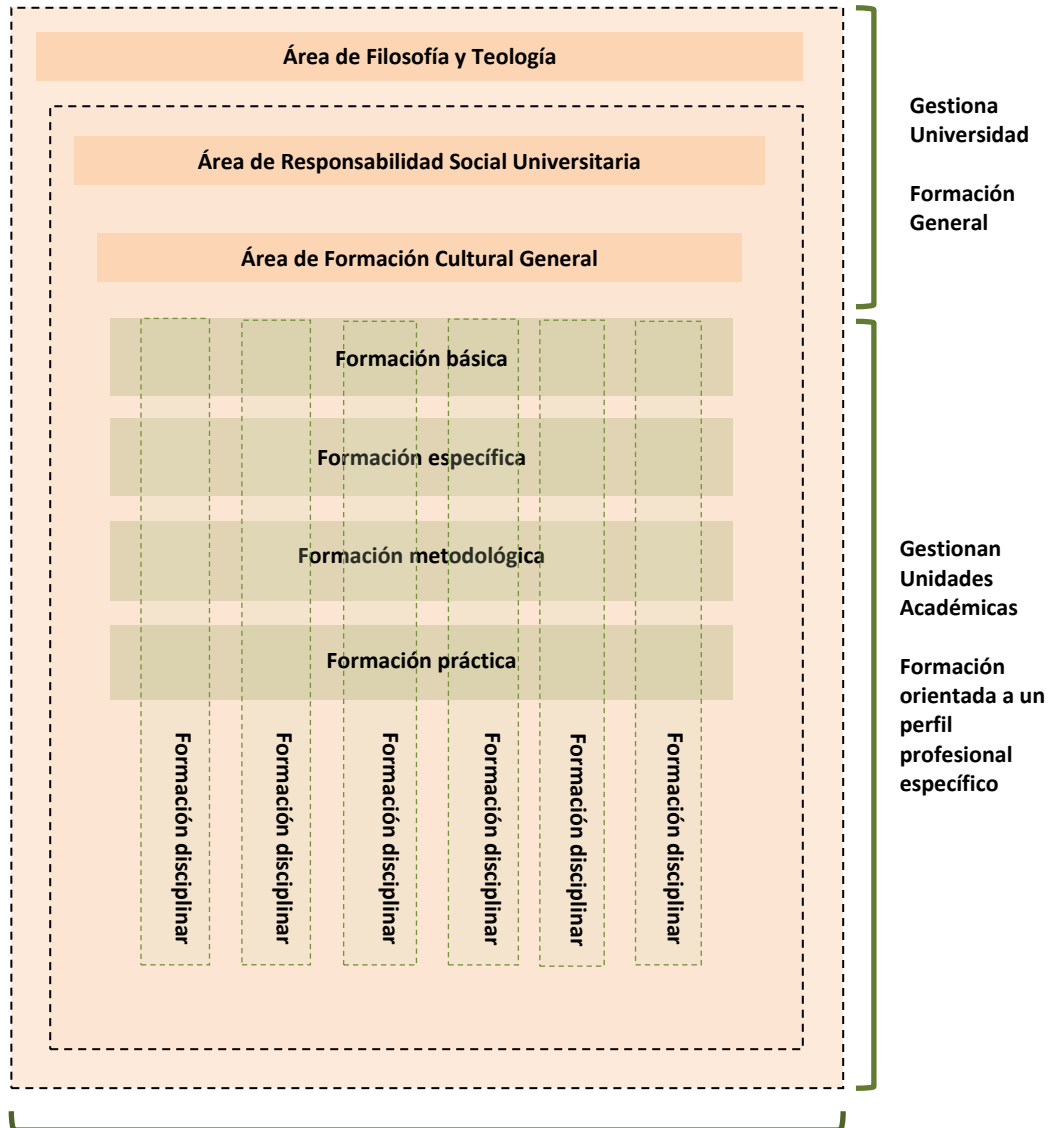 Área de Filosofía y Teología
Área de Responsabilidad Social Universitaria
Área de Formación Cultural General
Gestiona
Universidad
Formación
General
Formación básica
Formación específica
Formación metodológica
Formación práctica
Formación disciplinar
Formación disciplinar
Formación disciplinar
Formación disciplinar
Formación disciplinar
Formación disciplinar
Gestionan
Unidades
Académicas
Formación
orientada a un
perfil
profesional
específico